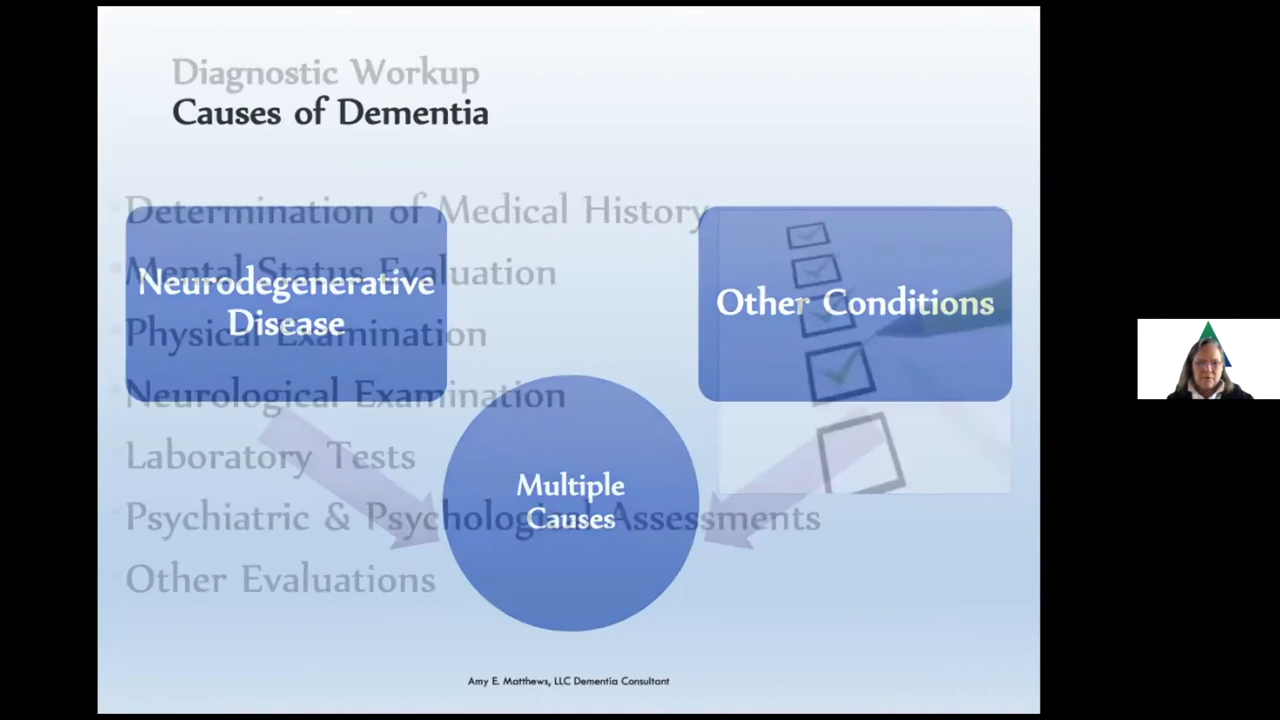 Diagnostic Workup
Causes of Dementia
Determination of Medical History
Mental Status Evaluation
Physical Examination
Neurological Examination
Laboratory Tests
Psychiatric & Psychological Assessments
Other Evaluations
Neurodegenerative
Disease
Other Conditions
Multiple
Causes
Amy E. Matthews, LLC Dementia Consultant